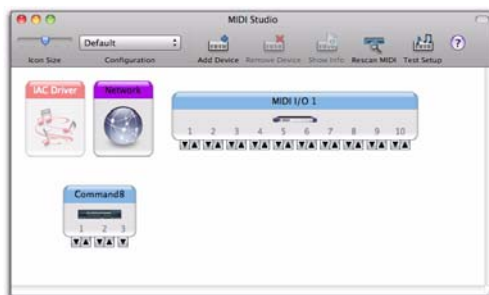 MIDI Studio
Default
Icon Size
Configuration
Add Device
Remove Device
Show Info
Rescan MIDI
Test Setup
?
IAC Driver
Network
MIDI I/O 1
1 2 3 4 5 6 7 8 9 10
Command8
1 2 3